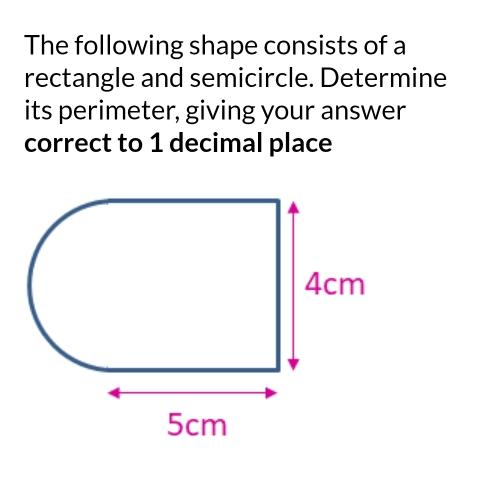 The following shape consists of a
rectangle and semicircle. Determine
its perimeter, giving your answer
correct to 1 decimal place
4cm
5cm